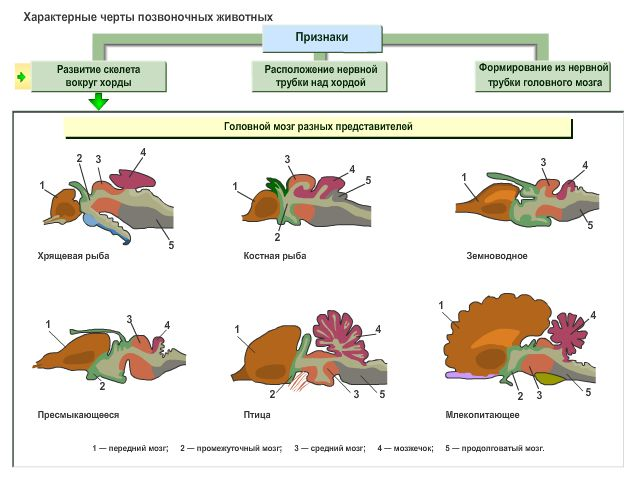 Характерные черты позвоночных животных
Признаки
Развитие скелета
вокруг хорды
Расположение нервной
трубки над хордой
Формирование из нервной
трубки головного мозга
Головной мозг разных представителей
1 2 3 4 5
Хрящевая рыба
1 2 3 4 5
Костная рыба
1 2 3 4 5
Земноводное
1 2 3 4
Пресмыкающееся
1 2 3 4 5
Птица
1 2 3 4 5
Млекопитающее
1 — передний мозг; 2 — промежуточный мозг; 3 — средний мозг; 4 — мозжечок; 5 — продолговатый мозг.